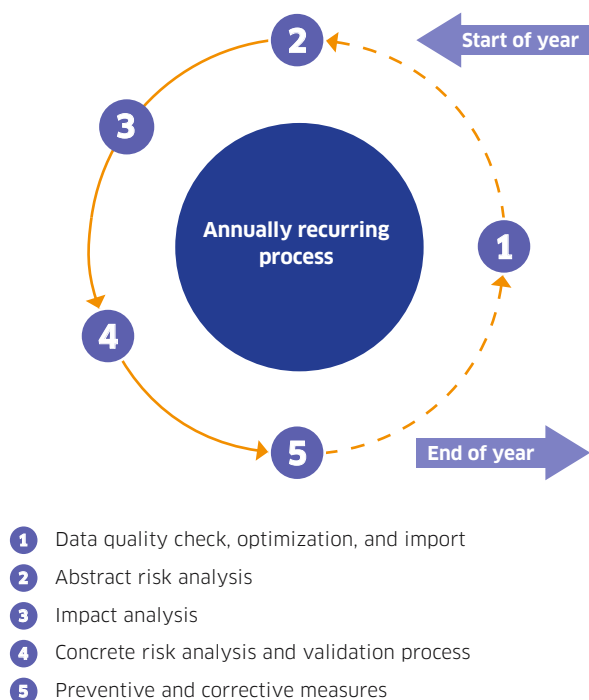 2
Start of year
3
Annually recurring
process
1
4
5
End of year
1 Data quality check, optimization, and import
2 Abstract risk analysis
3 Impact analysis
4 Concrete risk analysis and validation process
5 Preventive and corrective measures